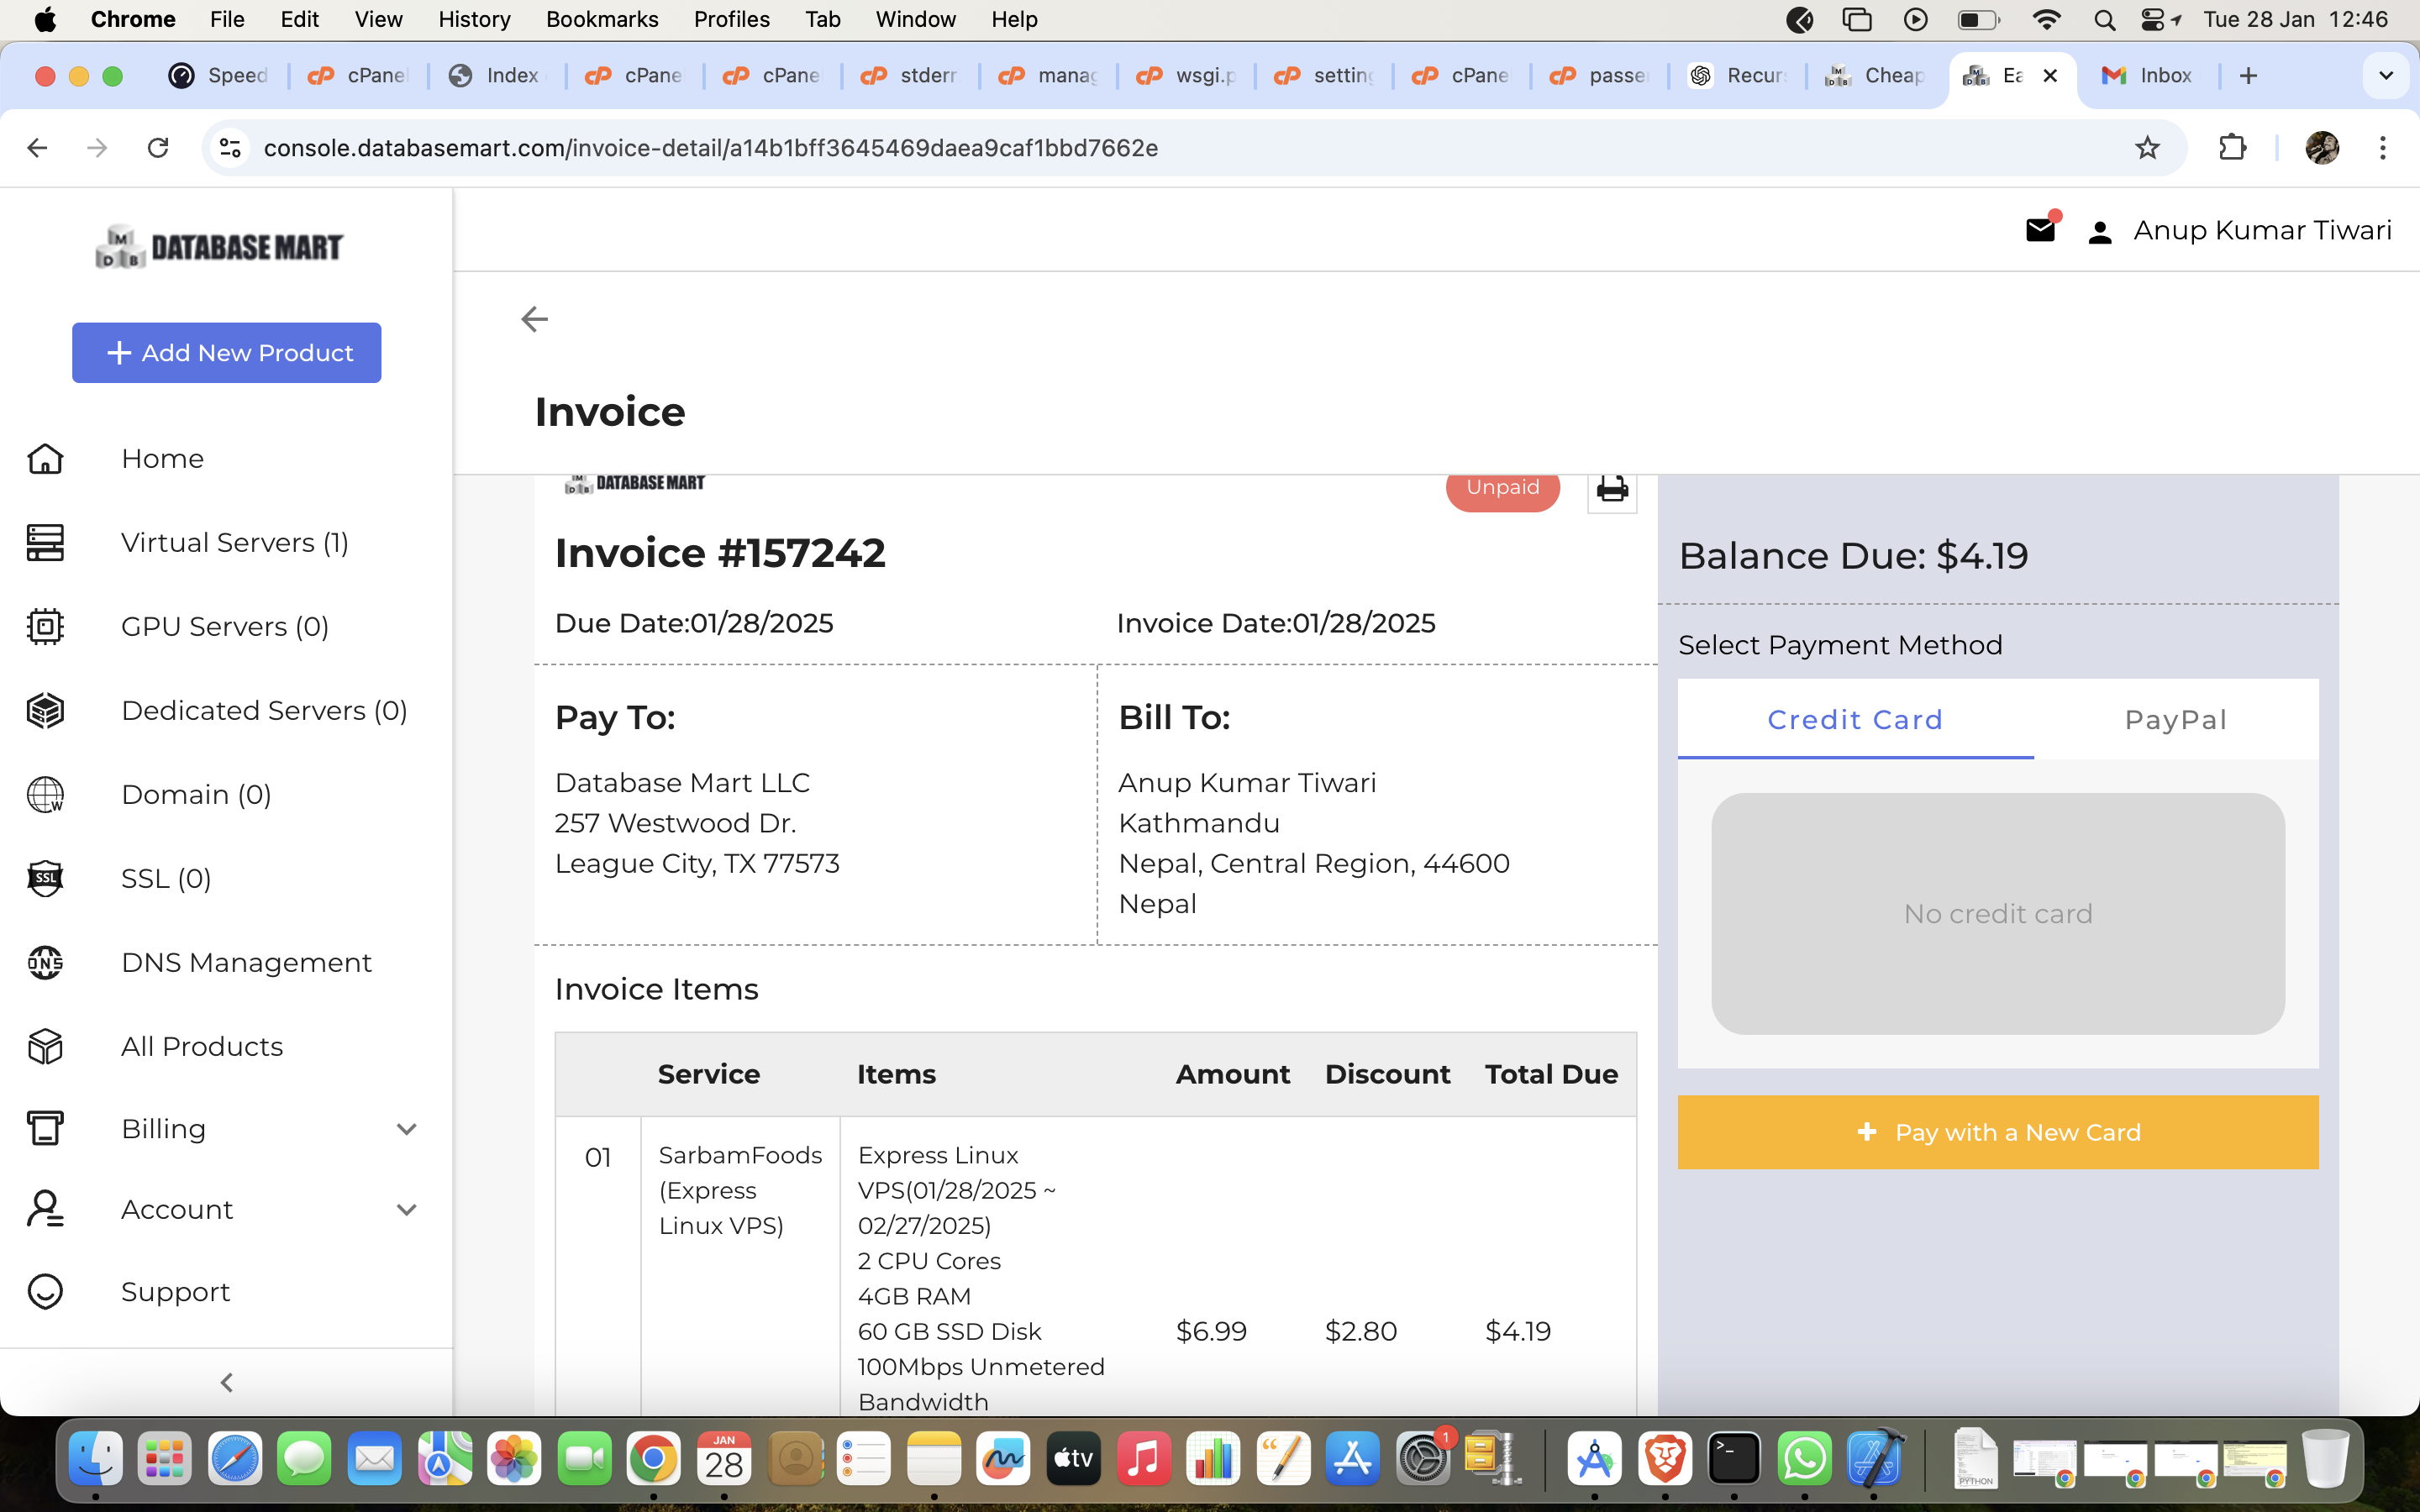 Chrome File Edit View History Bookmarks Profiles Tab Window Help Tue 28 Jan 12:46
Speed cPanel Index cPane cPane stderr manag wsgi.p setting cPane passe Recurs Cheap Ea Inbox
console.databasemart.com/invoice-detail/a14b1bff3645469daea9caf1bbd7662e
MDB DATABASE MART
Anup Kumar Tiwari
+ Add New Product
Home
Virtual Servers (1)
GPU Servers (0)
Dedicated Servers (0)
Domain (0)
SSL SSL (0)
DNS DNS Management
All Products
Billing
Account
Support
Invoice
MDB DATABASE MART
Unpaid
Invoice #157242
Due Date:01/28/2025 Invoice Date:01/28/2025
Pay To:
Database Mart LLC
257 Westwood Dr.
League City, TX 77573
Bill To:
Anup Kumar Tiwari
Kathmandu
Nepal, Central Region, 44600
Nepal
Invoice Items
Service Items Amount Discount Total Due
01
SarbamFoods
(Express
Linux VPS)
Express Linux
VPS(01/28/2025 ~
02/27/2025)
2 CPU Cores
4GB RAM
60 GB SSD Disk
100Mbps Unmetered
Bandwidth
$6.99 $2.80 $4.19
Balance Due: $4.19
Select Payment Method
Credit Card PayPal
No credit card
+ Pay with a New Card
JAN
28
tv
1
PYTHON